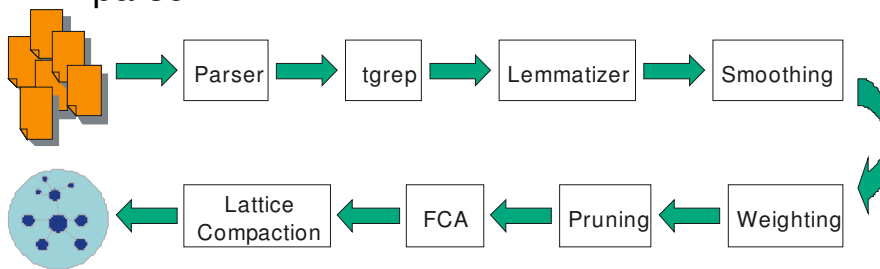 Parser
tgrep
Lemmatizer
Smoothing
Weighting
Pruning
FCA
Lattice
Compaction